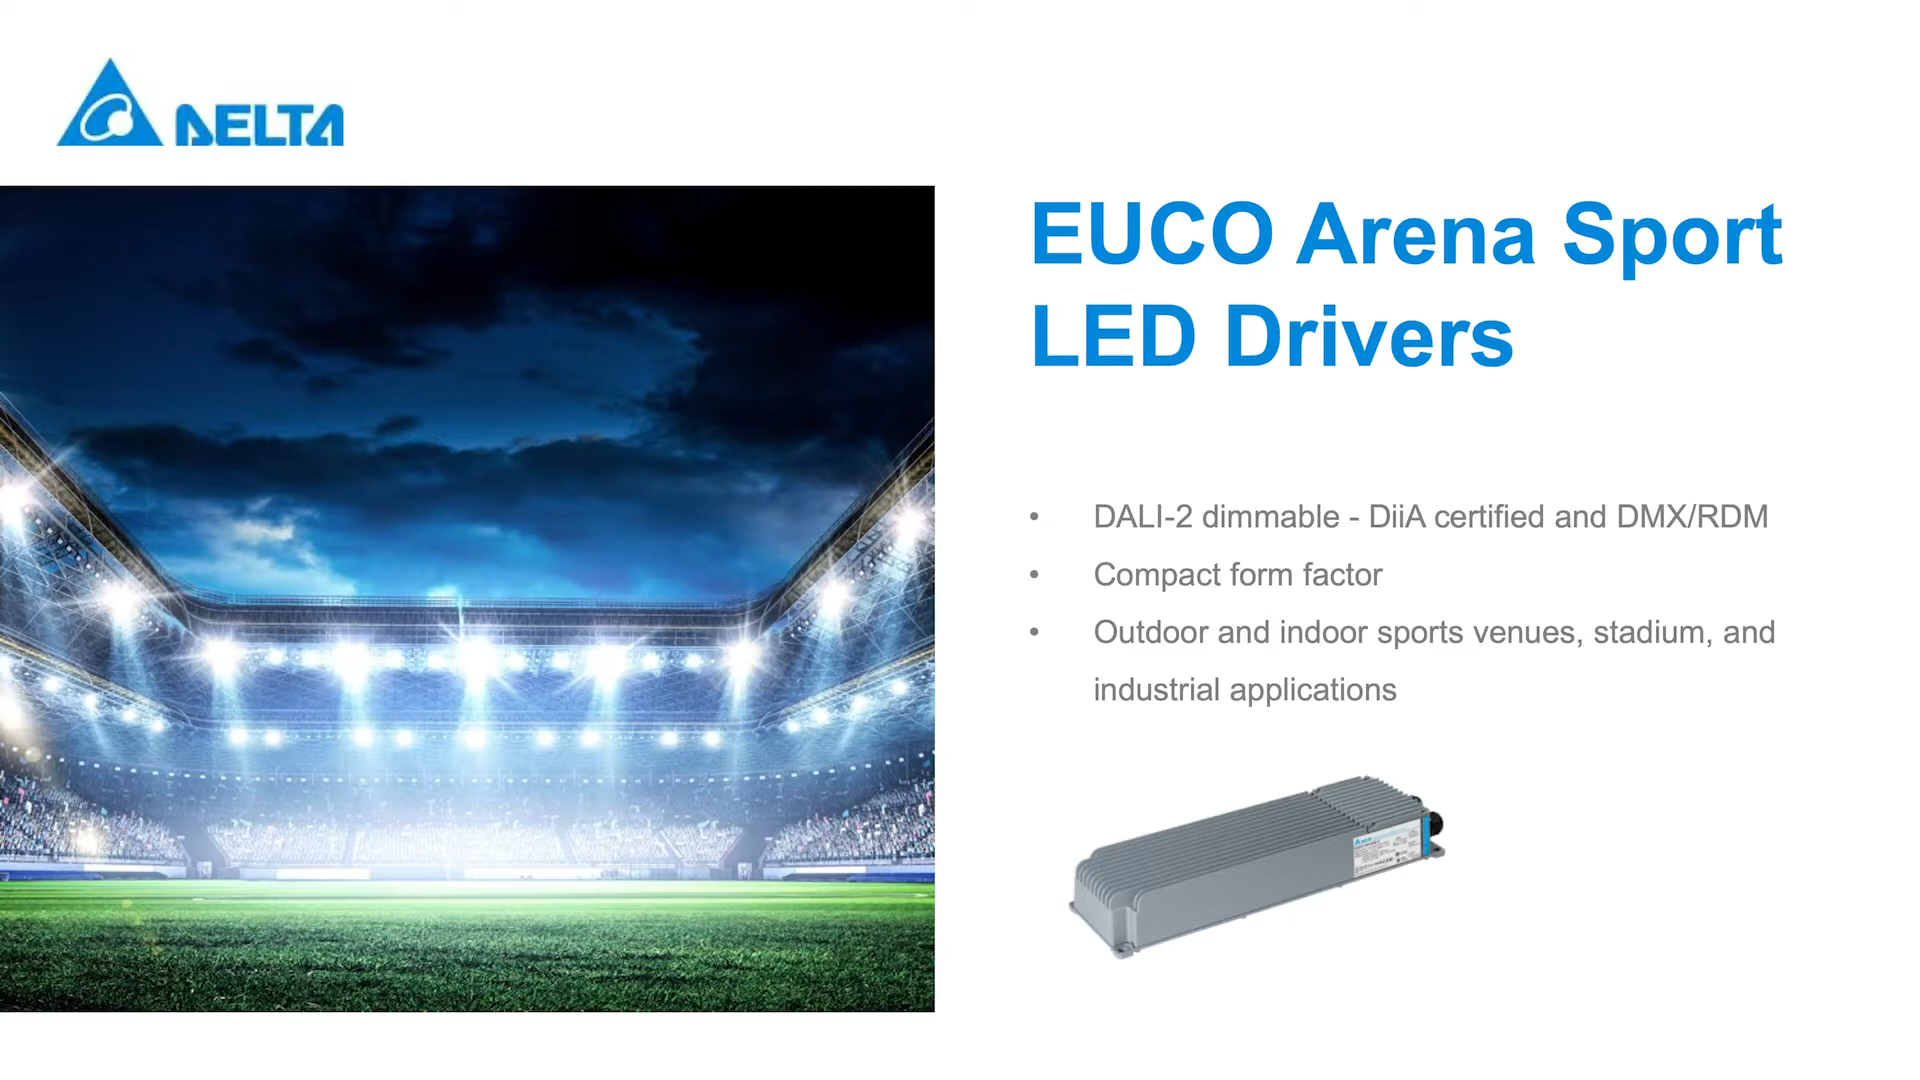 DELTA
EUCO Arena Sport
LED Drivers
• DALI-2 dimmable - DiiA certified and DMX/RDM
• Compact form factor
• Outdoor and indoor sports venues, stadium, and
industrial applications